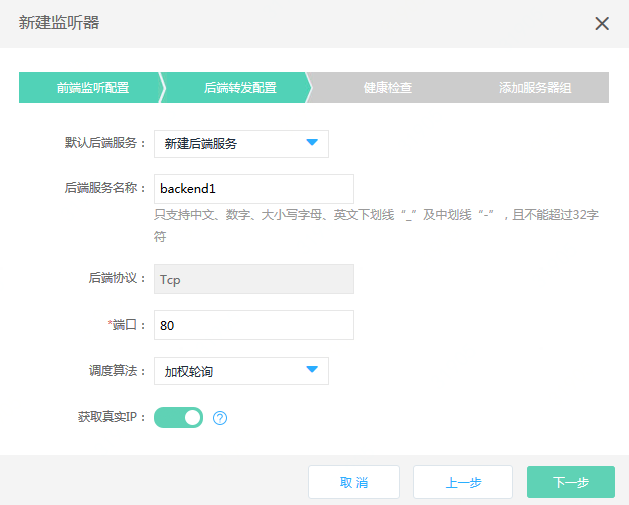 新建监听器
前端监听配置 后端转发配置 健康检查 添加服务器组
默认后端服务： 新建后端服务
后端服务名称： backend1
只支持中文、数字、大小写字母、英文下划线“_”及中划线“-”，且不能超过32字
符
后端协议： Tcp
*端口： 80
调度算法： 加权轮询
获取真实IP： ?
取 消 上一步 下一步